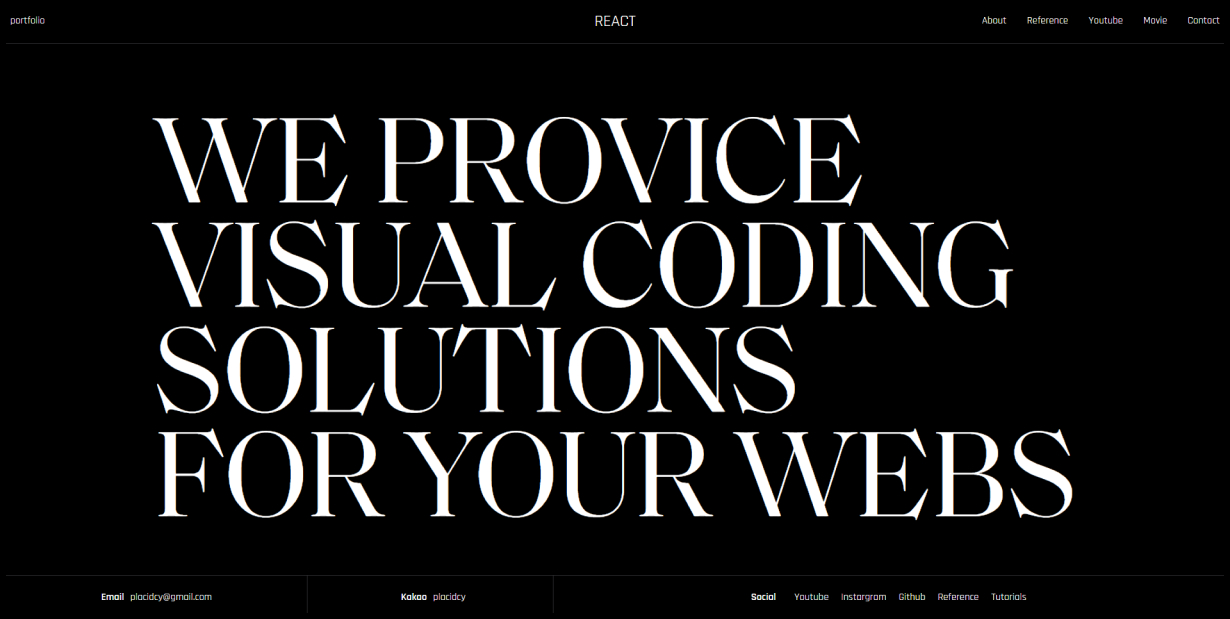 portfolio REACT About Reference Youtube Movie Contact
WE PROVICE
VISUAL CODING
SOLUTIONS
FOR YOUR WEBS
Email placidcy@gmail.com Kakao placidcy Social Youtube Instargram Github Reference Tutorials